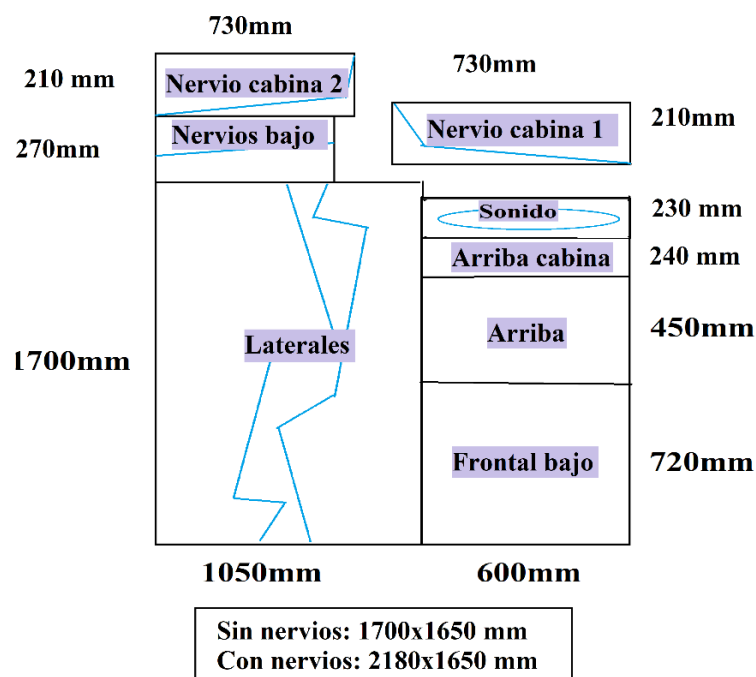 730mm
730mm
210 mm
Nervio cabina 2
Nervio cabina 1
210mm
270mm
Nervios bajo
Sonido
230 mm
Arriba cabina
240 mm
1700mm
Laterales
Arriba
450mm
Frontal bajo
720mm
1050mm
600mm
Sin nervios: 1700x1650 mm
Con nervios: 2180x1650 mm